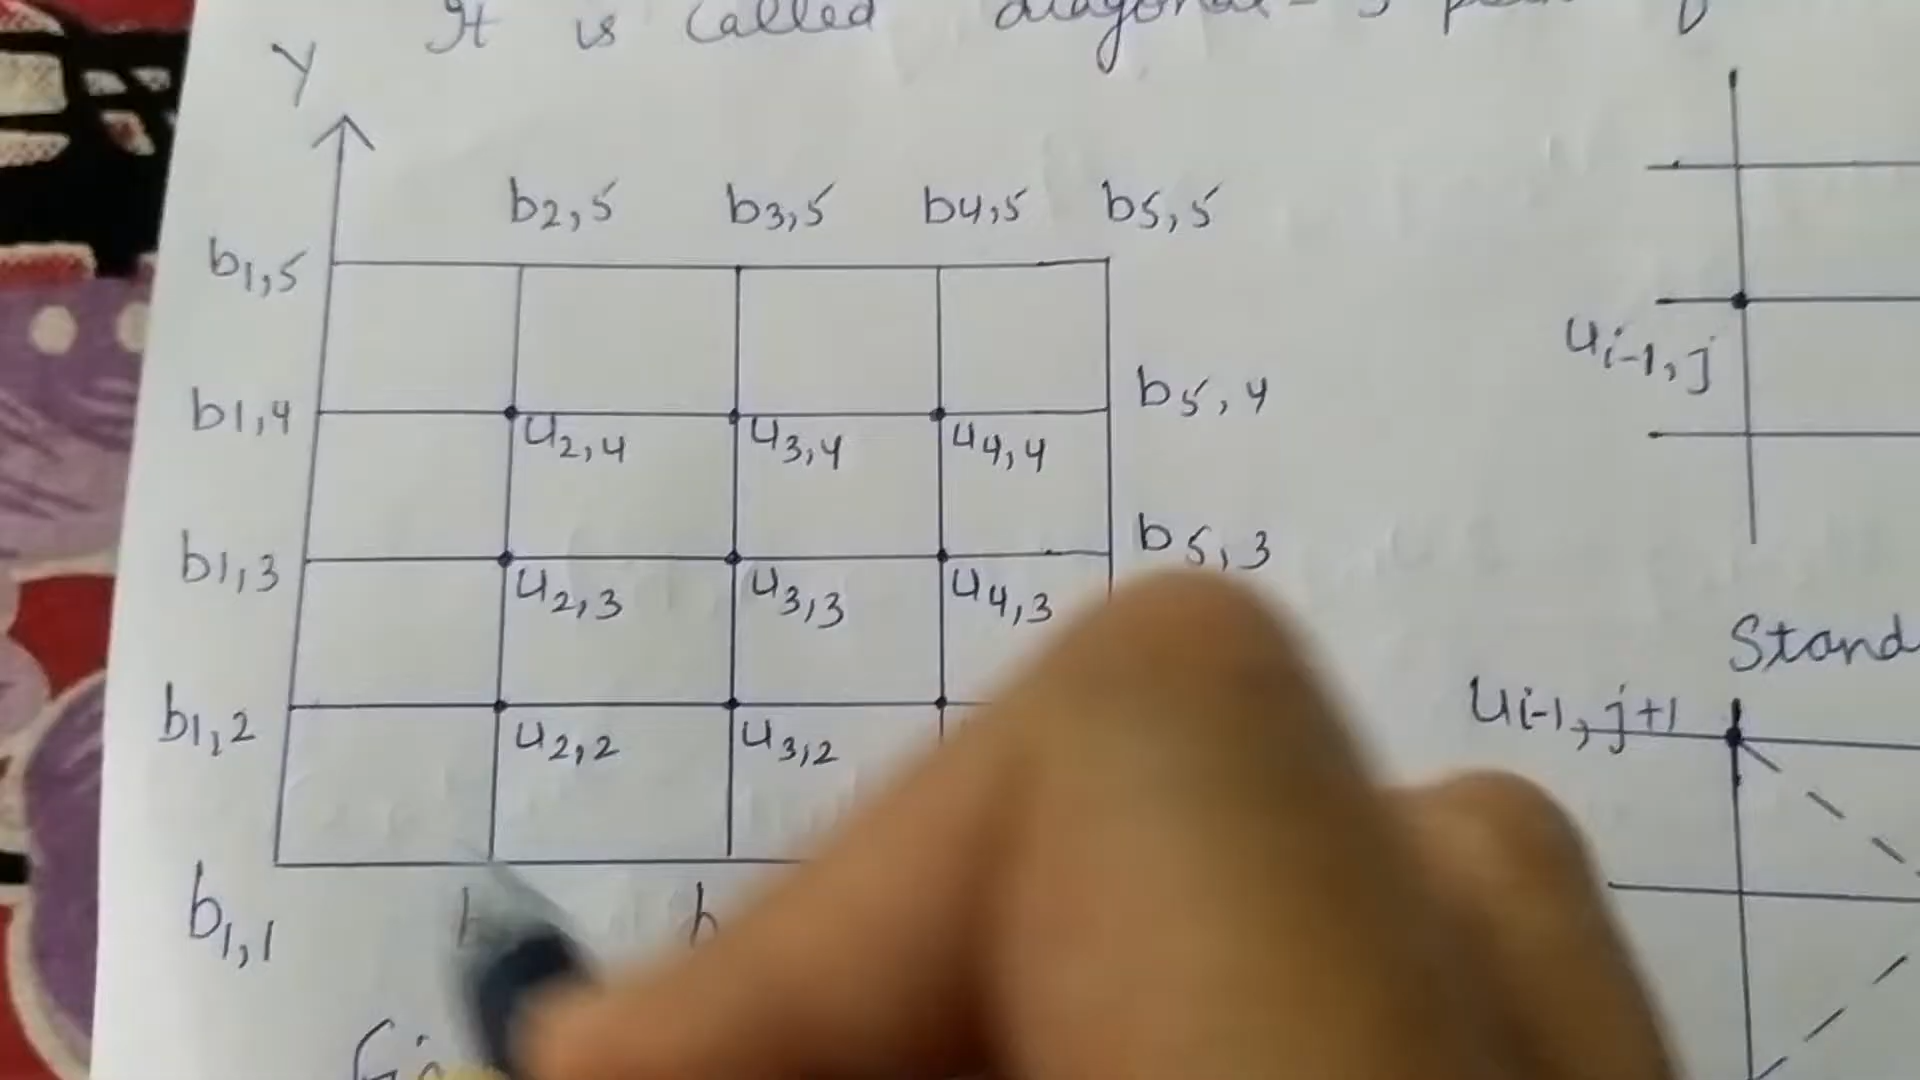 It is called diagonal - 5
Y
b2,5 b3,5 b4,5 b5,5
b1,5
b1,4 b5,4
u2,4 u3,4 u4,4
ui-1,j
b1,3 b5,3
u2,3 u3,3 u4,3
ui-1,j+1
b1,2
u2,2 u3,2
b1,1